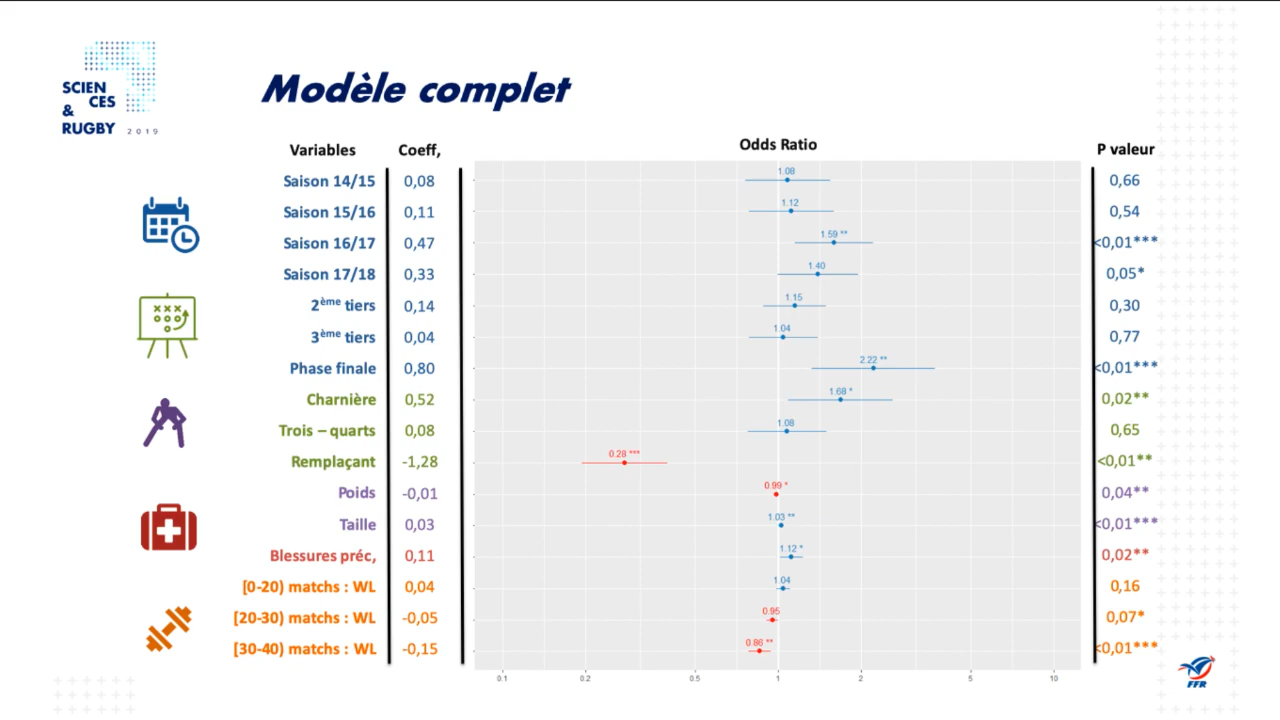 SCIEN
CES
&
RUGBY 2019
Modèle complet
Variables Coeff, Odds Ratio P valeur
Saison 14/15 0,08 1.08 0,66
Saison 15/16 0,11 1.12 0,54
Saison 16/17 0,47 1.59 ** <0,01***
Saison 17/18 0,33 1.40 0,05*
2ème tiers 0,14 1.15 0,30
3ème tiers 0,04 1.04 0,77
Phase finale 0,80 2.22 ** <0,01***
Charnière 0,52 1.68 * 0,02**
Trois – quarts 0,08 1.08 0,65
Remplaçant -1,28 0.28 *** <0,01**
Poids -0,01 0.99 * 0,04**
Taille 0,03 1.03 ** <0,01***
Blessures préc, 0,11 1.12 * 0,02**
[0-20) matchs : WL 0,04 1.04 0,16
[20-30) matchs : WL -0,05 0.95 0,07*
[30-40) matchs : WL -0,15 0.86 ** <0,01***
0.1 0.2 0.5 1 2 5 10
FFR